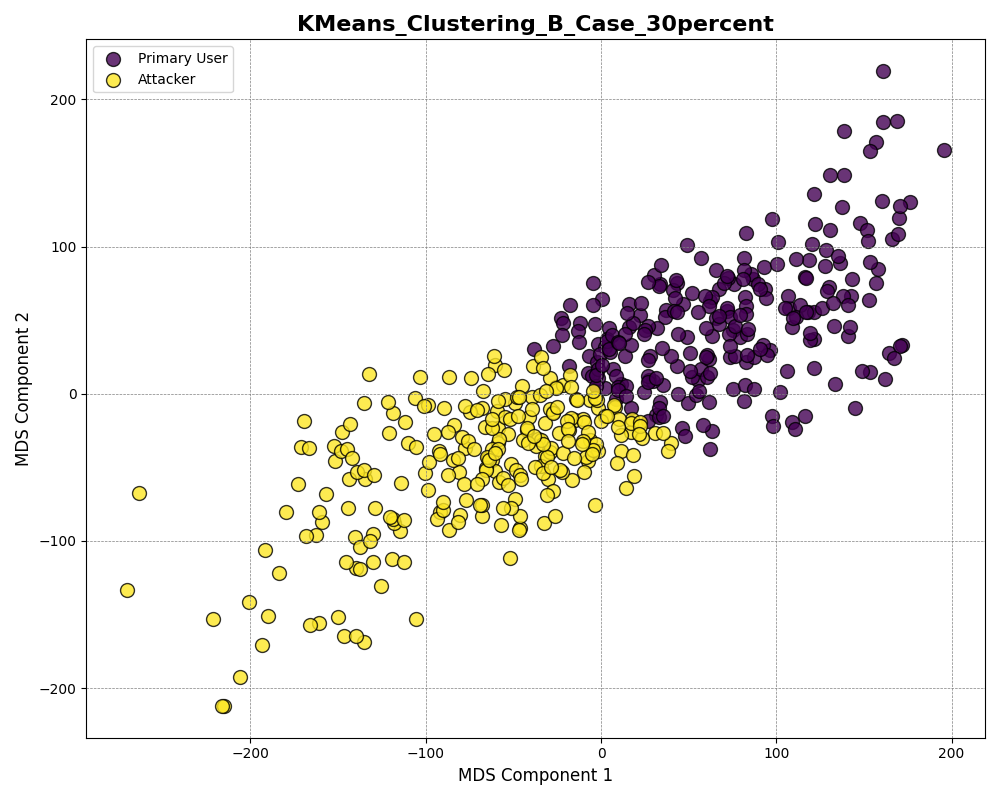 KMeans_Clustering_B_Case_30percent
Primary User
Attacker
200
100
0
−100
−200
MDS Component 2
−200
−100
0
100
200
MDS Component 1